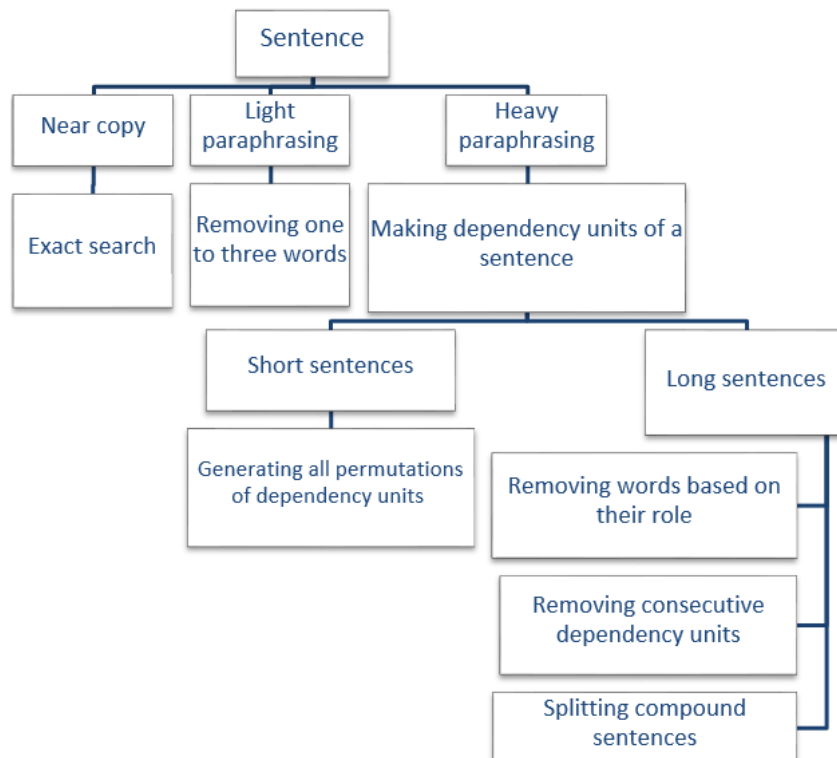 Sentence
Near copy
Light
paraphrasing
Heavy
paraphrasing
Exact search
Removing one
to three words
Making dependency units of a
sentence
Short sentences
Long sentences
Generating all permutations
of dependency units
Removing words based on
their role
Removing consecutive
dependency units
Splitting compound
sentences